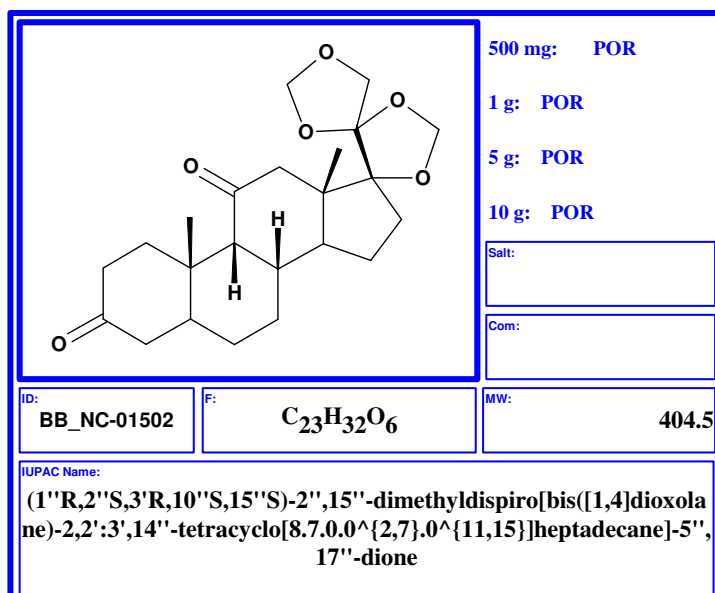 500 mg: POR
1 g: POR
5 g: POR
10 g: POR
O
O
O
O
O
H
H
O
Salt:
Com:
ID:
BB_NC-01502
F:
C23H32O6
MW:
404.5
IUPAC Name:
(1''R,2''S,3'R,10''S,15''S)-2'',15''-dimethyldispiro[bis([1,4]dioxola
ne)-2,2':3',14''-tetracyclo[8.7.0.0^{2,7}.0^{11,15}]heptadecane]-5'',
17''-dione